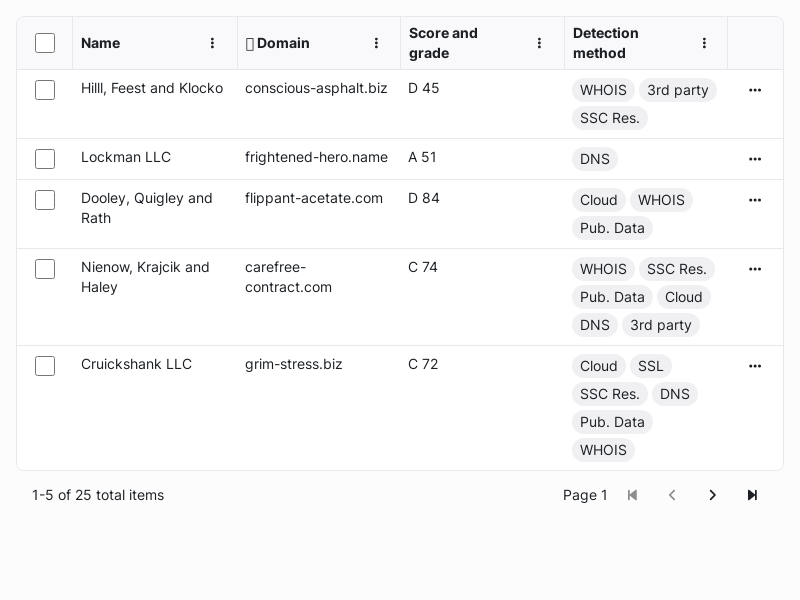 Name
Domain
Score and
grade
Detection
method
Hilll, Feest and Klocko
conscious-asphalt.biz
D 45
WHOIS 3rd party
SSC Res.
Lockman LLC
frightened-hero.name
A 51
DNS
Dooley, Quigley and
Rath
flippant-acetate.com
D 84
Cloud WHOIS
Pub. Data
Nienow, Krajcik and
Haley
carefree-
contract.com
C 74
WHOIS SSC Res.
Pub. Data Cloud
DNS 3rd party
Cruickshank LLC
grim-stress.biz
C 72
Cloud SSL
SSC Res. DNS
Pub. Data
WHOIS
1-5 of 25 total items
Page 1